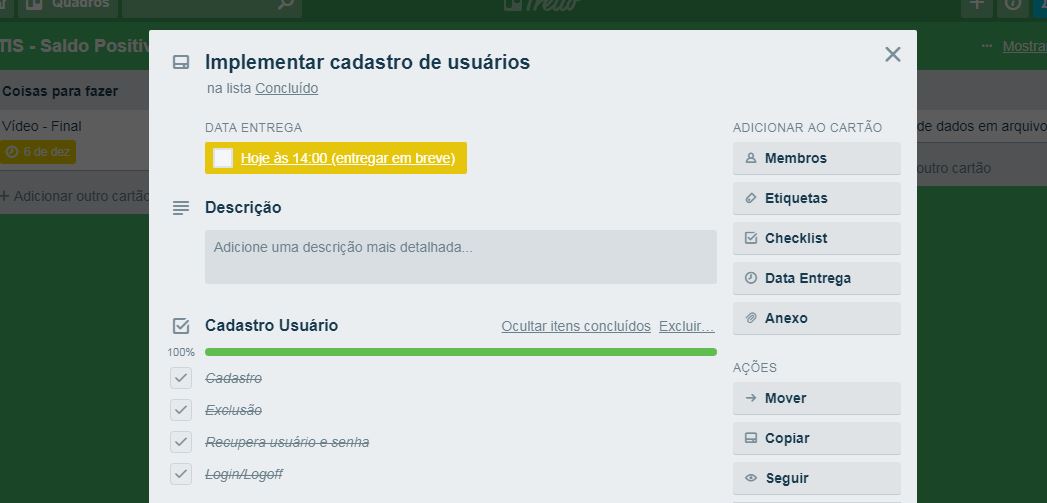 Quadros
Trello
TIS - Saldo Positiv
Mostra
Coisas para fazer
Vídeo - Final
6 de dez
Adicionar outro cartão
de dados em arquivo
outro cartão
Implementar cadastro de usuários
na lista Concluído
DATA ENTREGA
Hoje às 14:00 (entregar em breve)
Descrição
Adicione uma descrição mais detalhada...
Cadastro Usuário
Ocultar itens concluídos Excluir...
100%
Cadastro
Exclusão
Recupera usuário e senha
Login/Logoff
ADICIONAR AO CARTÃO
Membros
Etiquetas
Checklist
Data Entrega
Anexo
AÇÕES
Mover
Copiar
Seguir